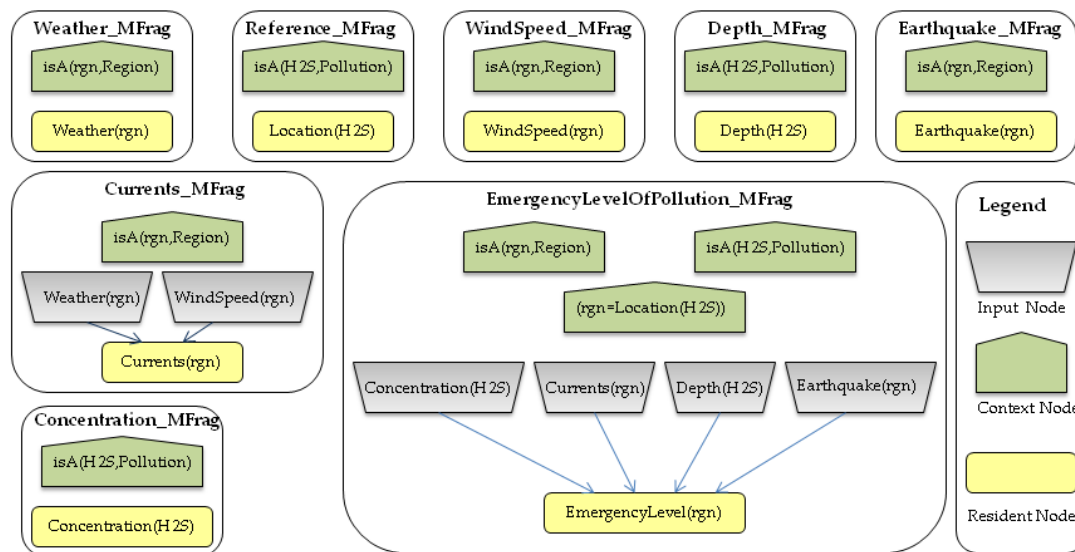 Weather_MFrag
isA(rgn,Region)
Weather(rgn)
Reference_MFrag
isA(H2S,Pollution)
Location(H2S)
WindSpeed_MFrag
isA(rgn,Region)
WindSpeed(rgn)
Depth_MFrag
isA(H2S,Pollution)
Depth(H2S)
Earthquake_MFrag
isA(rgn,Region)
Earthquake(rgn)
Currents_MFrag
isA(rgn,Region)
Weather(rgn)
WindSpeed(rgn)
Currents(rgn)
EmergencyLevelOfPollution_MFrag
isA(rgn,Region)
isA(H2S,Pollution)
(rgn=Location(H2S))
Concentration(H2S)
Currents(rgn)
Depth(H2S)
Earthquake(rgn)
EmergencyLevel(rgn)
Legend
Input Node
Context Node
Resident Node
Concentration_MFrag
isA(H2S,Pollution)
Concentration(H2S)